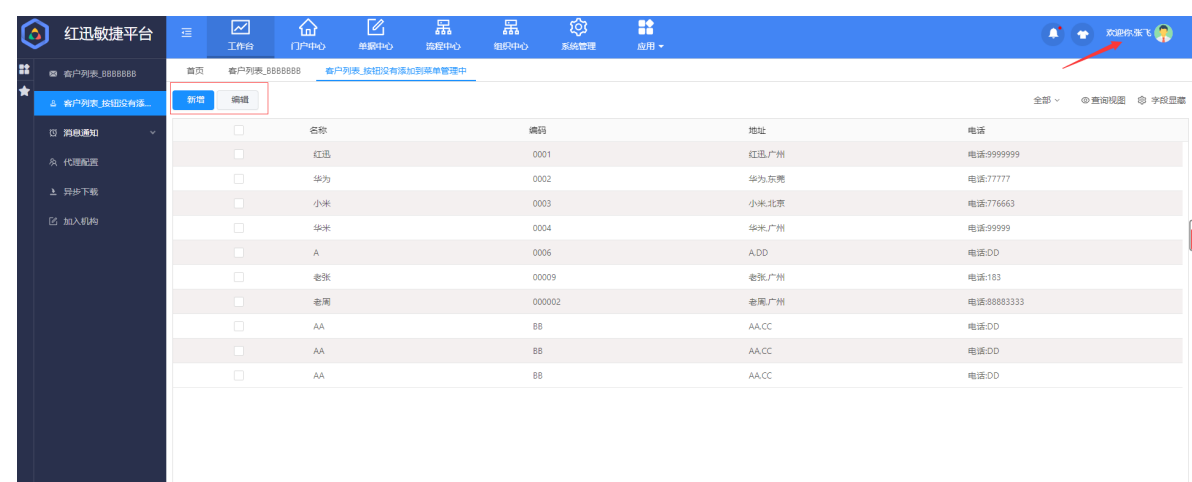 红迅敏捷平台
工作台 门户中心 单据中心 流程中心 组织中心 系统管理 应用
欢迎你,张飞
客户列表_BBBBBBB
客户列表_按钮没有添...
消息通知
代理配置
异步下载
加入机构
首页 客户列表_BBBBBBB 客户列表_按钮没有添加到菜单管理中
新增 编辑 全部 查询视图 字段显藏
名称 编码 地址 电话
红迅 0001 红迅,广州 电话:9999999
华为 0002 华为,东莞 电话:77777
小米 0003 小米,北京 电话:776663
华米 0004 华米,广州 电话:99999
A 0006 A,DD 电话:DD
老张 00009 老张,广州 电话:183
老周 000002 老周,广州 电话:88883333
AA BB AA,CC 电话:DD
AA BB AA,CC 电话:DD
AA BB AA,CC 电话:DD